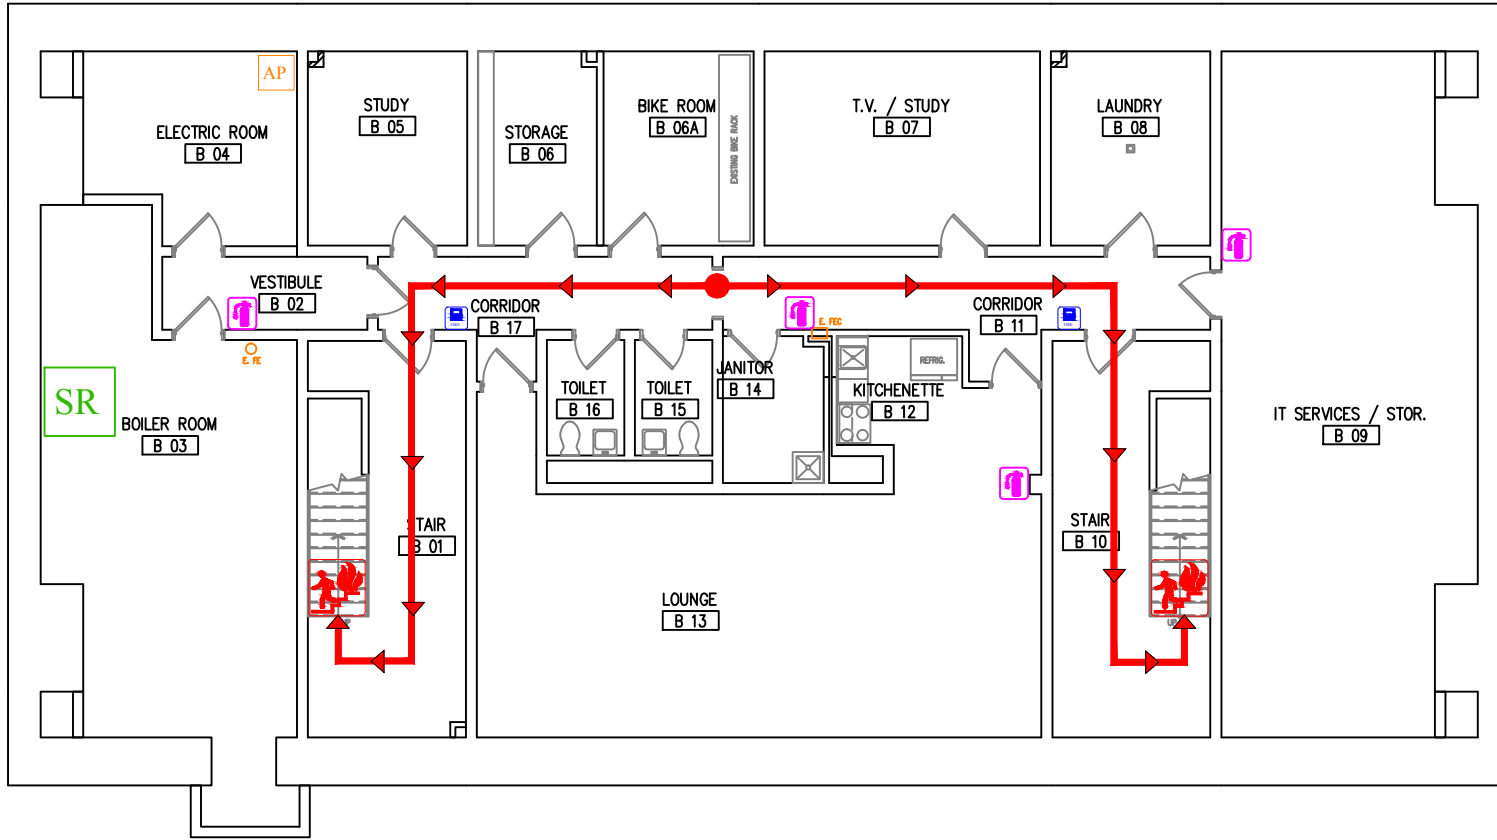 AP
STUDY
B 05
ELECTRIC ROOM
B 04
STORAGE
B 06
BIKE ROOM
B 06A
EXISTING BIKE RACK
T.V. / STUDY
B 07
LAUNDRY
B 08
VESTIBULE
B 02
E. FE
CORRIDOR
B 17
E. FEC
CORRIDOR
B 11
SR
BOILER ROOM
B 03
TOILET
B 16
TOILET
B 15
JANITOR
B 14
REFRIG.
KITCHENETTE
B 12
IT SERVICES / STOR.
B 09
STAIR
B 01
STAIR
B 10
LOUNGE
B 13
UP
UP